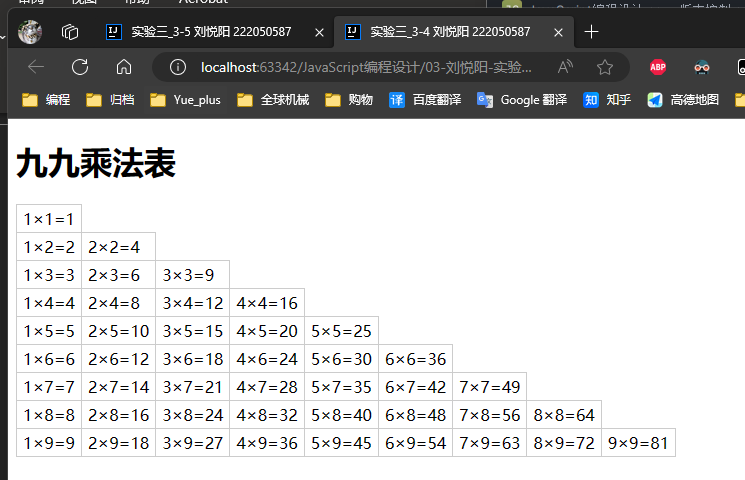 实验三_3-5 刘悦阳 222050587
实验三_3-4 刘悦阳 222050587
localhost:63342/JavaScript编程设计/03-刘悦阳-实验...
ABP
编程 归档 Yue_plus 全球机械 购物 译 百度翻译 Google 翻译 知 知乎 高德地图
九九乘法表
1×1=1
1×2=2 2×2=4
1×3=3 2×3=6 3×3=9
1×4=4 2×4=8 3×4=12 4×4=16
1×5=5 2×5=10 3×5=15 4×5=20 5×5=25
1×6=6 2×6=12 3×6=18 4×6=24 5×6=30 6×6=36
1×7=7 2×7=14 3×7=21 4×7=28 5×7=35 6×7=42 7×7=49
1×8=8 2×8=16 3×8=24 4×8=32 5×8=40 6×8=48 7×8=56 8×8=64
1×9=9 2×9=18 3×9=27 4×9=36 5×9=45 6×9=54 7×9=63 8×9=72 9×9=81